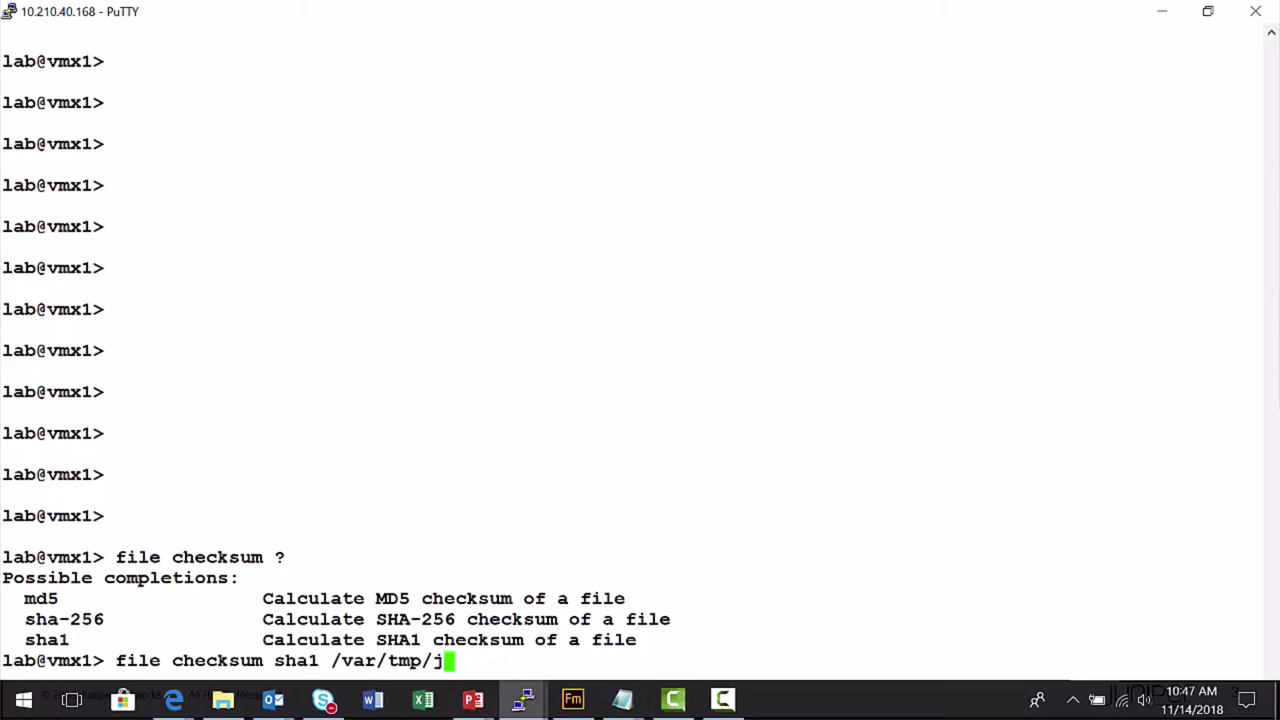 10.210.40.168 - PuTTY
lab@vmx1>
lab@vmx1>
lab@vmx1>
lab@vmx1>
lab@vmx1>
lab@vmx1>
lab@vmx1>
lab@vmx1>
lab@vmx1>
lab@vmx1>
lab@vmx1>
lab@vmx1>
lab@vmx1> file checksum ?
Possible completions:
md5 Calculate MD5 checksum of a file
sha-256 Calculate SHA-256 checksum of a file
sha1 Calculate SHA1 checksum of a file
lab@vmx1> file checksum sha1 /var/tmp/j
Fm
10:47 AM
11/14/2018